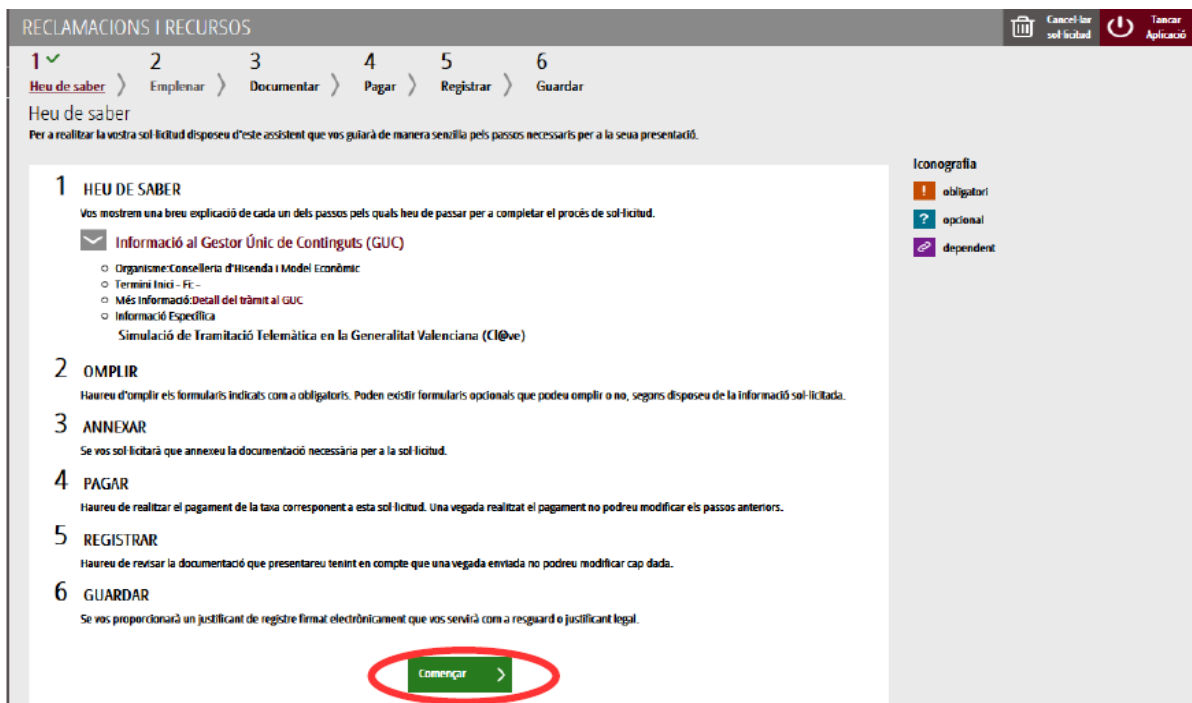 RECLAMACIONS I RECURSOS
Cancel·lar
sol·licitud
Tancar
Aplicació
1 2 3 4 5 6
Heu de saber Emplenar Documentar Pagar Registrar Guardar
Heu de saber
Per a realitzar la vostra sol·licitud disposeu d'este assistent que vos guiarà de manera senzilla pels passos necessaris per a la seua presentació.
Iconografia
! obligatori
? opcional
dependent
1 HEU DE SABER
Vos mostrem una breu explicació de cada un dels passos pels quals heu de passar per a completar el procés de sol·licitud.
Informació al Gestor Únic de Continguts (GUC)
Organisme:Conselleria d'Hisenda i Model Econòmic
Termini Inici - Fi: -
Més Informació:Detall del tràmit al GUC
Informació Específica
Simulació de Tramitació Telemàtica en la Generalitat Valenciana (Cl@ve)
2 OMPLIR
Haureu d'omplir els formularis indicats com a obligatoris. Poden existir formularis opcionals que podeu omplir o no, segons disposeu de la informació sol·licitada.
3 ANNEXAR
Se vos sol·licitarà que annexeu la documentació necessària per a la sol·licitud.
4 PAGAR
Haureu de realitzar el pagament de la taxa corresponent a esta sol·licitud. Una vegada realitzat el pagament no podreu modificar els passos anteriors.
5 REGISTRAR
Haureu de revisar la documentació que presentareu tenint en compte que una vegada enviada no podreu modificar cap dada.
6 GUARDAR
Se vos proporcionarà un justificant de registre firmat electrònicament que vos servirà com a resguard o justificant legal.
Començar